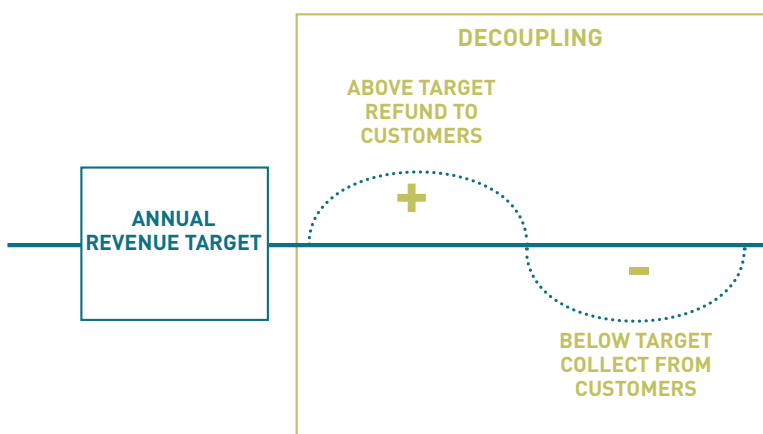 DECOUPLING
ABOVE TARGET
REFUND TO
CUSTOMERS
+
ANNUAL
REVENUE TARGET
-
BELOW TARGET
COLLECT FROM
CUSTOMERS